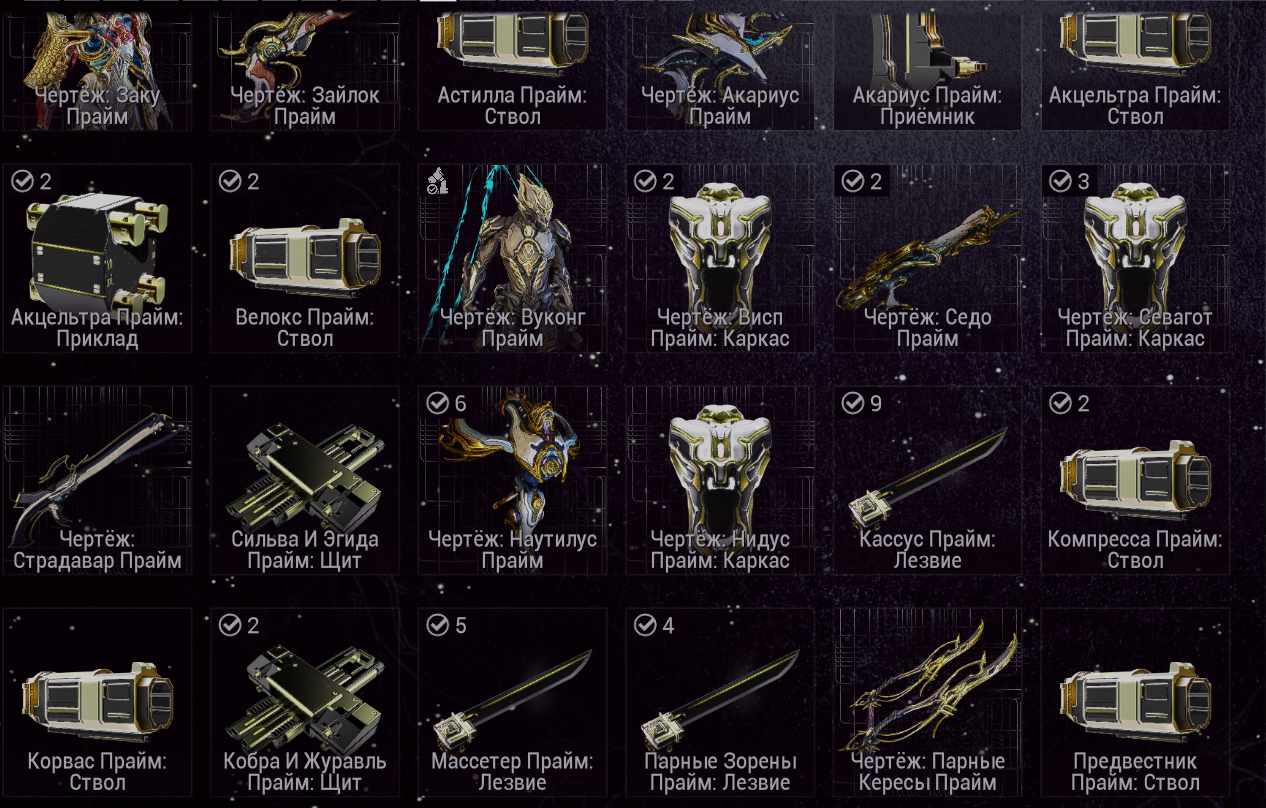 Чертёж: Заку
Прайм
Чертёж: Зайлок
Прайм
Астилла Прайм:
Ствол
Чертёж: Акариус
Прайм
Акариус Прайм:
Приёмник
Акцельтра Прайм:
Ствол
2
Акцельтра Прайм:
Приклад
2
Велокс Прайм:
Ствол
Чертёж: Вуконг
Прайм
2
Чертёж: Висп
Прайм: Каркас
2
Чертёж: Седо
Прайм
3
Чертёж: Севагот
Прайм: Каркас
Чертёж:
Страдавар Прайм
Сильва И Эгида
Прайм: Щит
6
Чертёж: Наутилус
Прайм
Чертёж: Нидус
Прайм: Каркас
9
Кассус Прайм:
Лезвие
2
Компресса Прайм:
Ствол
Корвас Прайм:
Ствол
2
Кобра И Журавль
Прайм: Щит
5
Массетер Прайм:
Лезвие
4
Парные Зорены
Прайм: Лезвие
Чертёж: Парные
Кересы Прайм
Предвестник
Прайм: Ствол